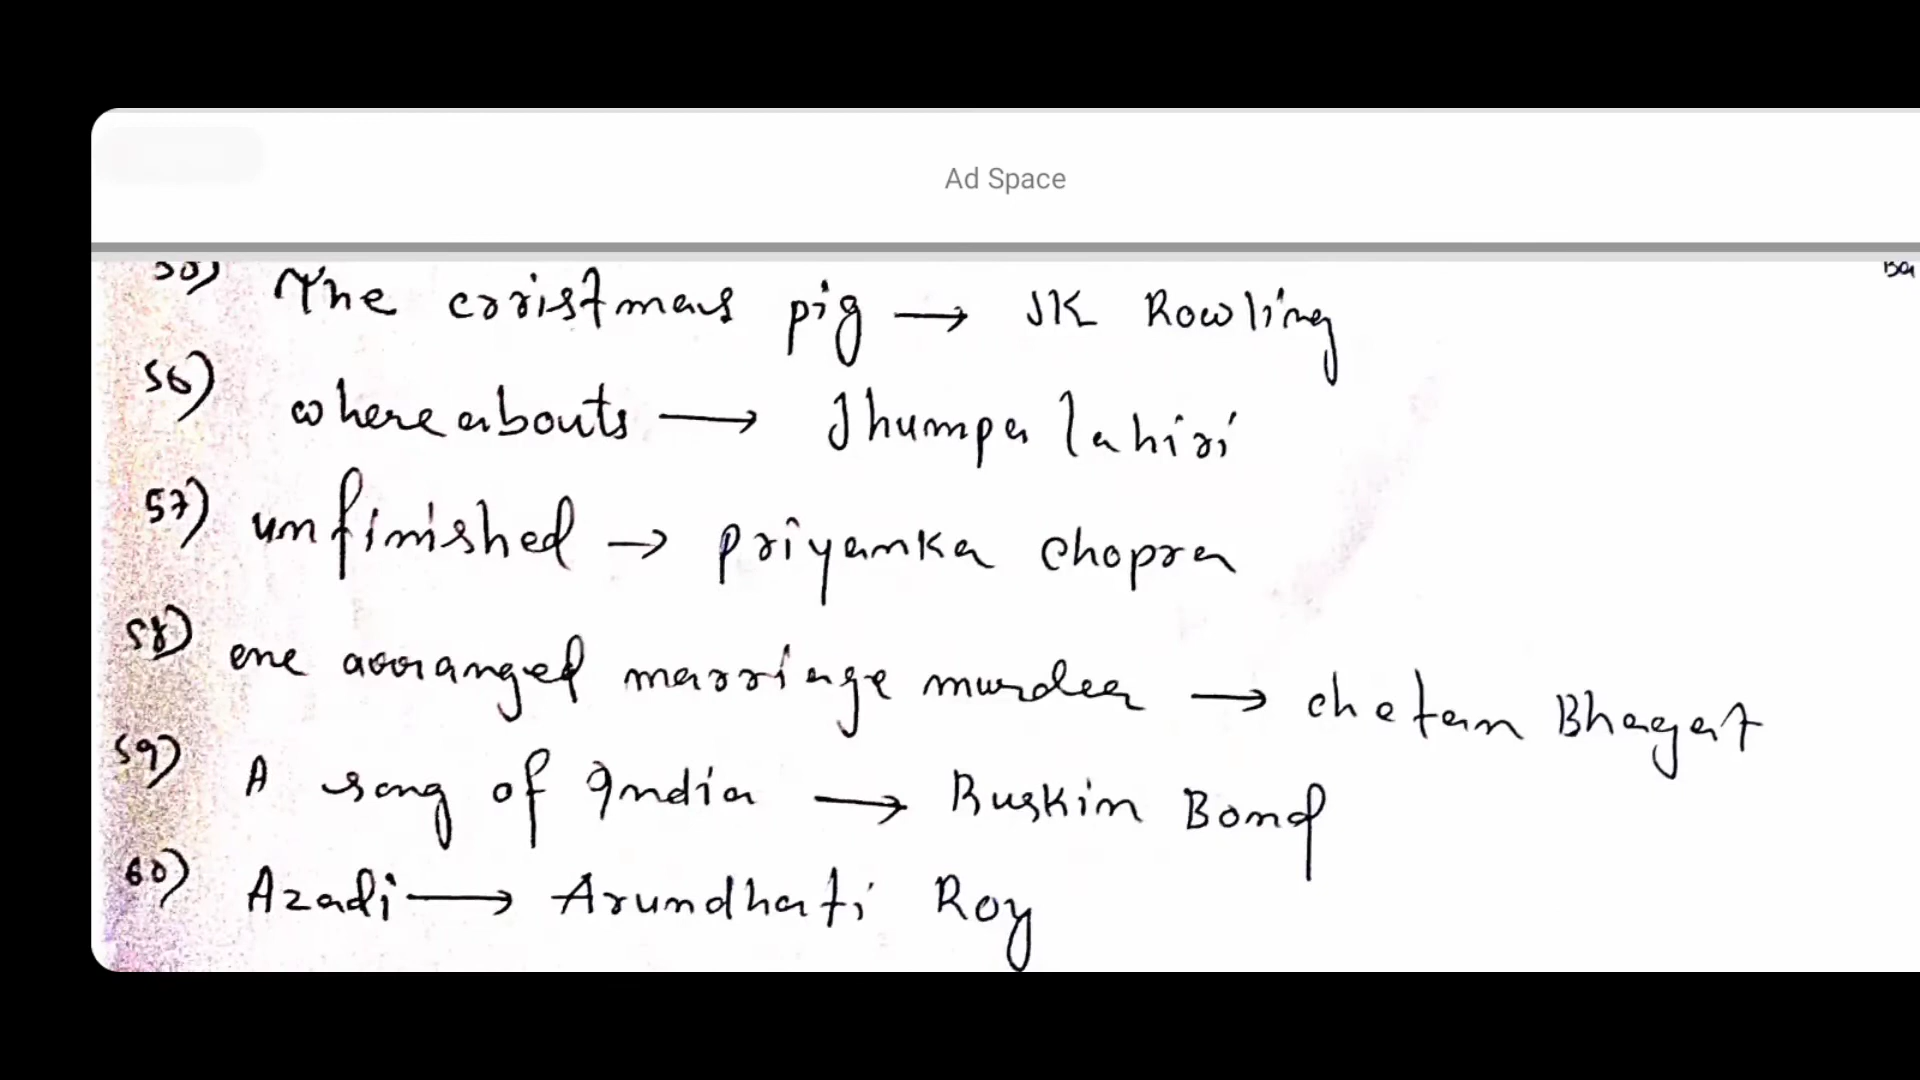 Ad Space
The cristmas pig → JK Rowling
56) whereabouts → Jhumpa lahiri
57) unfinished → Priyanka chopra
58) one arranged marriage murder → chetan Bhagat
59) A song of India → Ruskin Bond
60) Azadi → Arundhati Roy